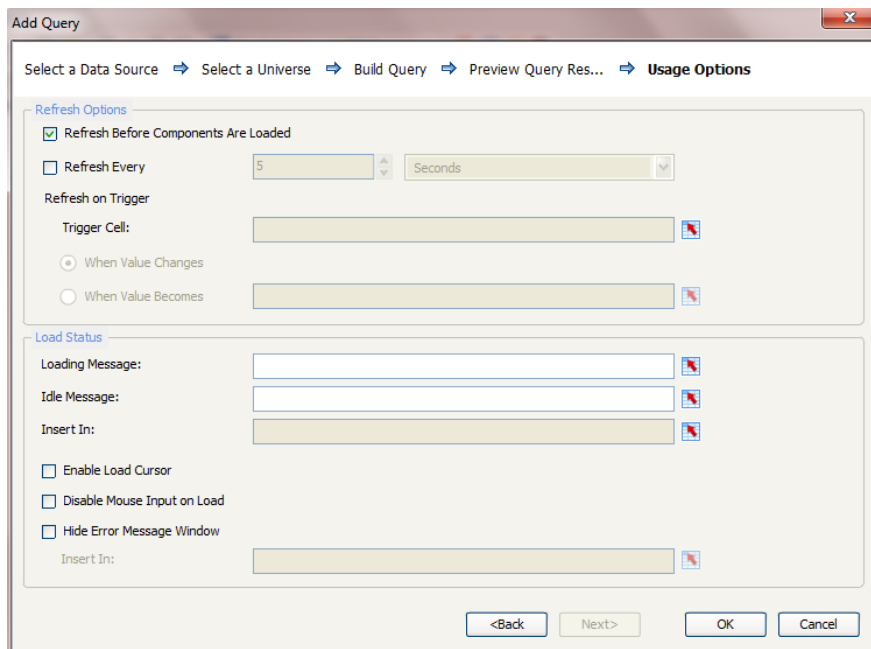 Add Query
Select a Data Source ⇒ Select a Universe ⇒ Build Query ⇒ Preview Query Res... ⇒ Usage Options
Refresh Options
Refresh Before Components Are Loaded
Refresh Every 5 Seconds
Refresh on Trigger
Trigger Cell:
When Value Changes
When Value Becomes
Load Status
Loading Message:
Idle Message:
Insert In:
Enable Load Cursor
Disable Mouse Input on Load
Hide Error Message Window
Insert In:
<Back Next> OK Cancel